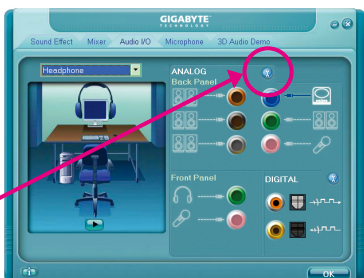 GIGABYTE
TECHNOLOGY
Sound Effect Mixer Audio I/O Microphone 3D Audio Demo
Headphone
ANALOG
Back Panel
Front Panel
DIGITAL
OK